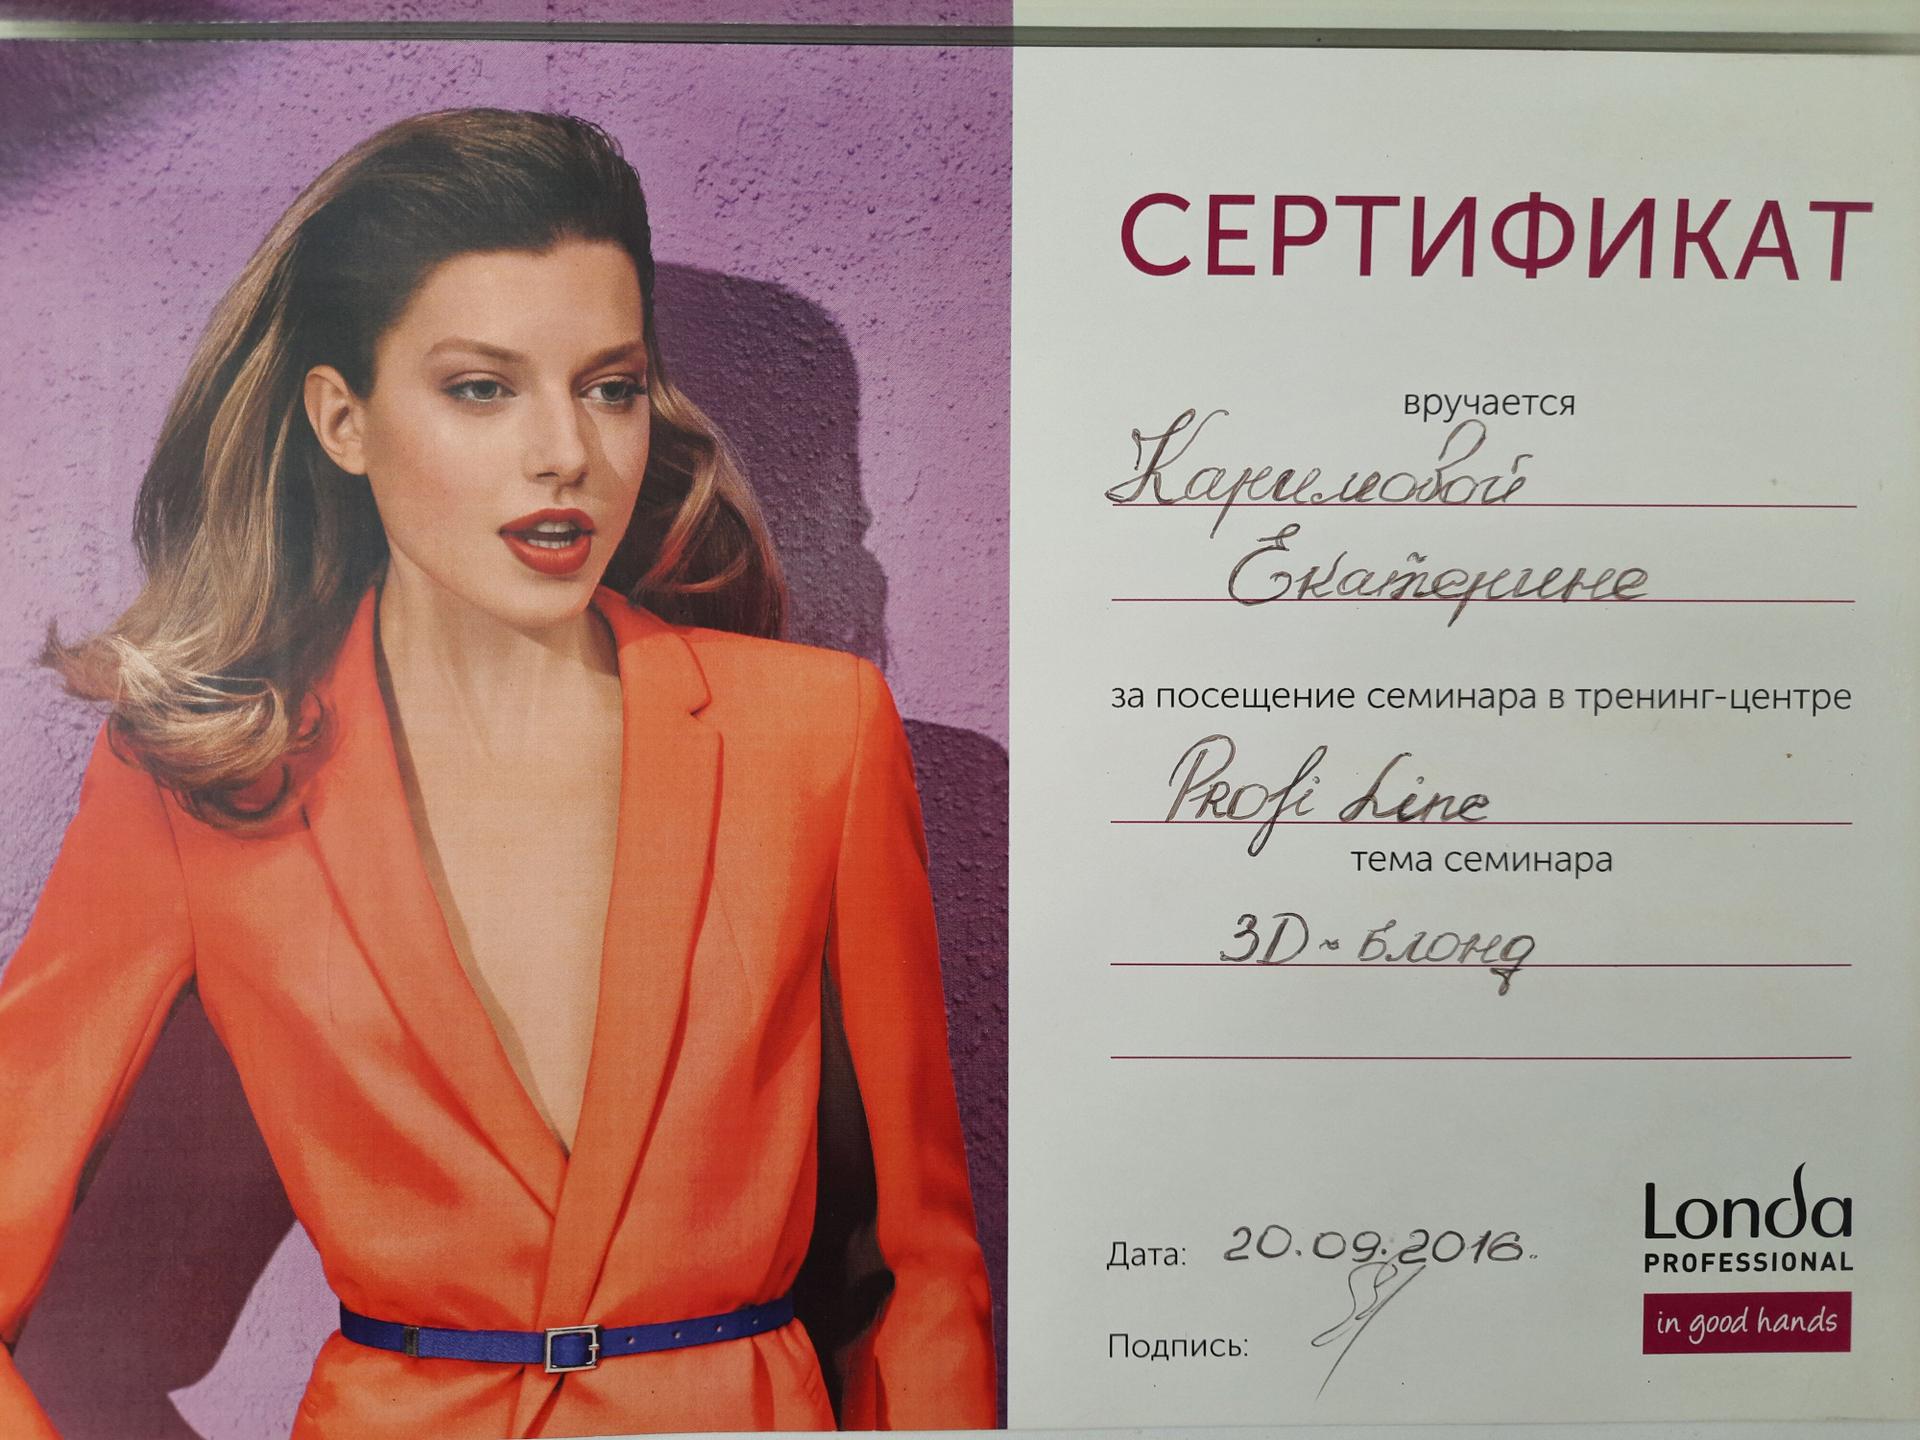 СЕРТИФИКАТ
вручается
Каримовой
Екатерине
за посещение семинара в тренинг-центре
Profi Line
тема семинара
3D-блонд
Дата: 20.09.2016.
Подпись:
Londa
PROFESSIONAL
in good hands